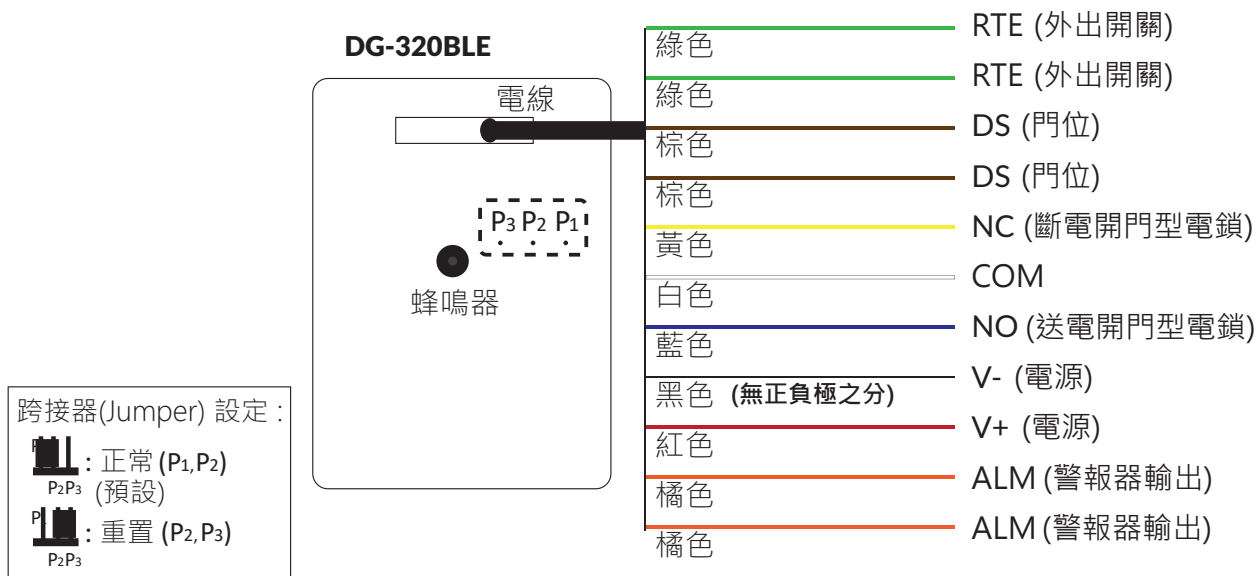 DG-320BLE
電線
P3 P2 P1
蜂鳴器
綠色 RTE (外出開關)
綠色 RTE (外出開關)
棕色 DS (門位)
棕色 DS (門位)
黃色 NC (斷電開門型電鎖)
白色 COM
藍色 NO (送電開門型電鎖)
黑色 (無正負極之分) V- (電源)
紅色 V+ (電源)
橘色 ALM (警報器輸出)
橘色 ALM (警報器輸出)
跨接器(Jumper) 設定 :
: 正常 (P1,P2)
P2P3 (預設)
: 重置 (P2,P3)
P2P3